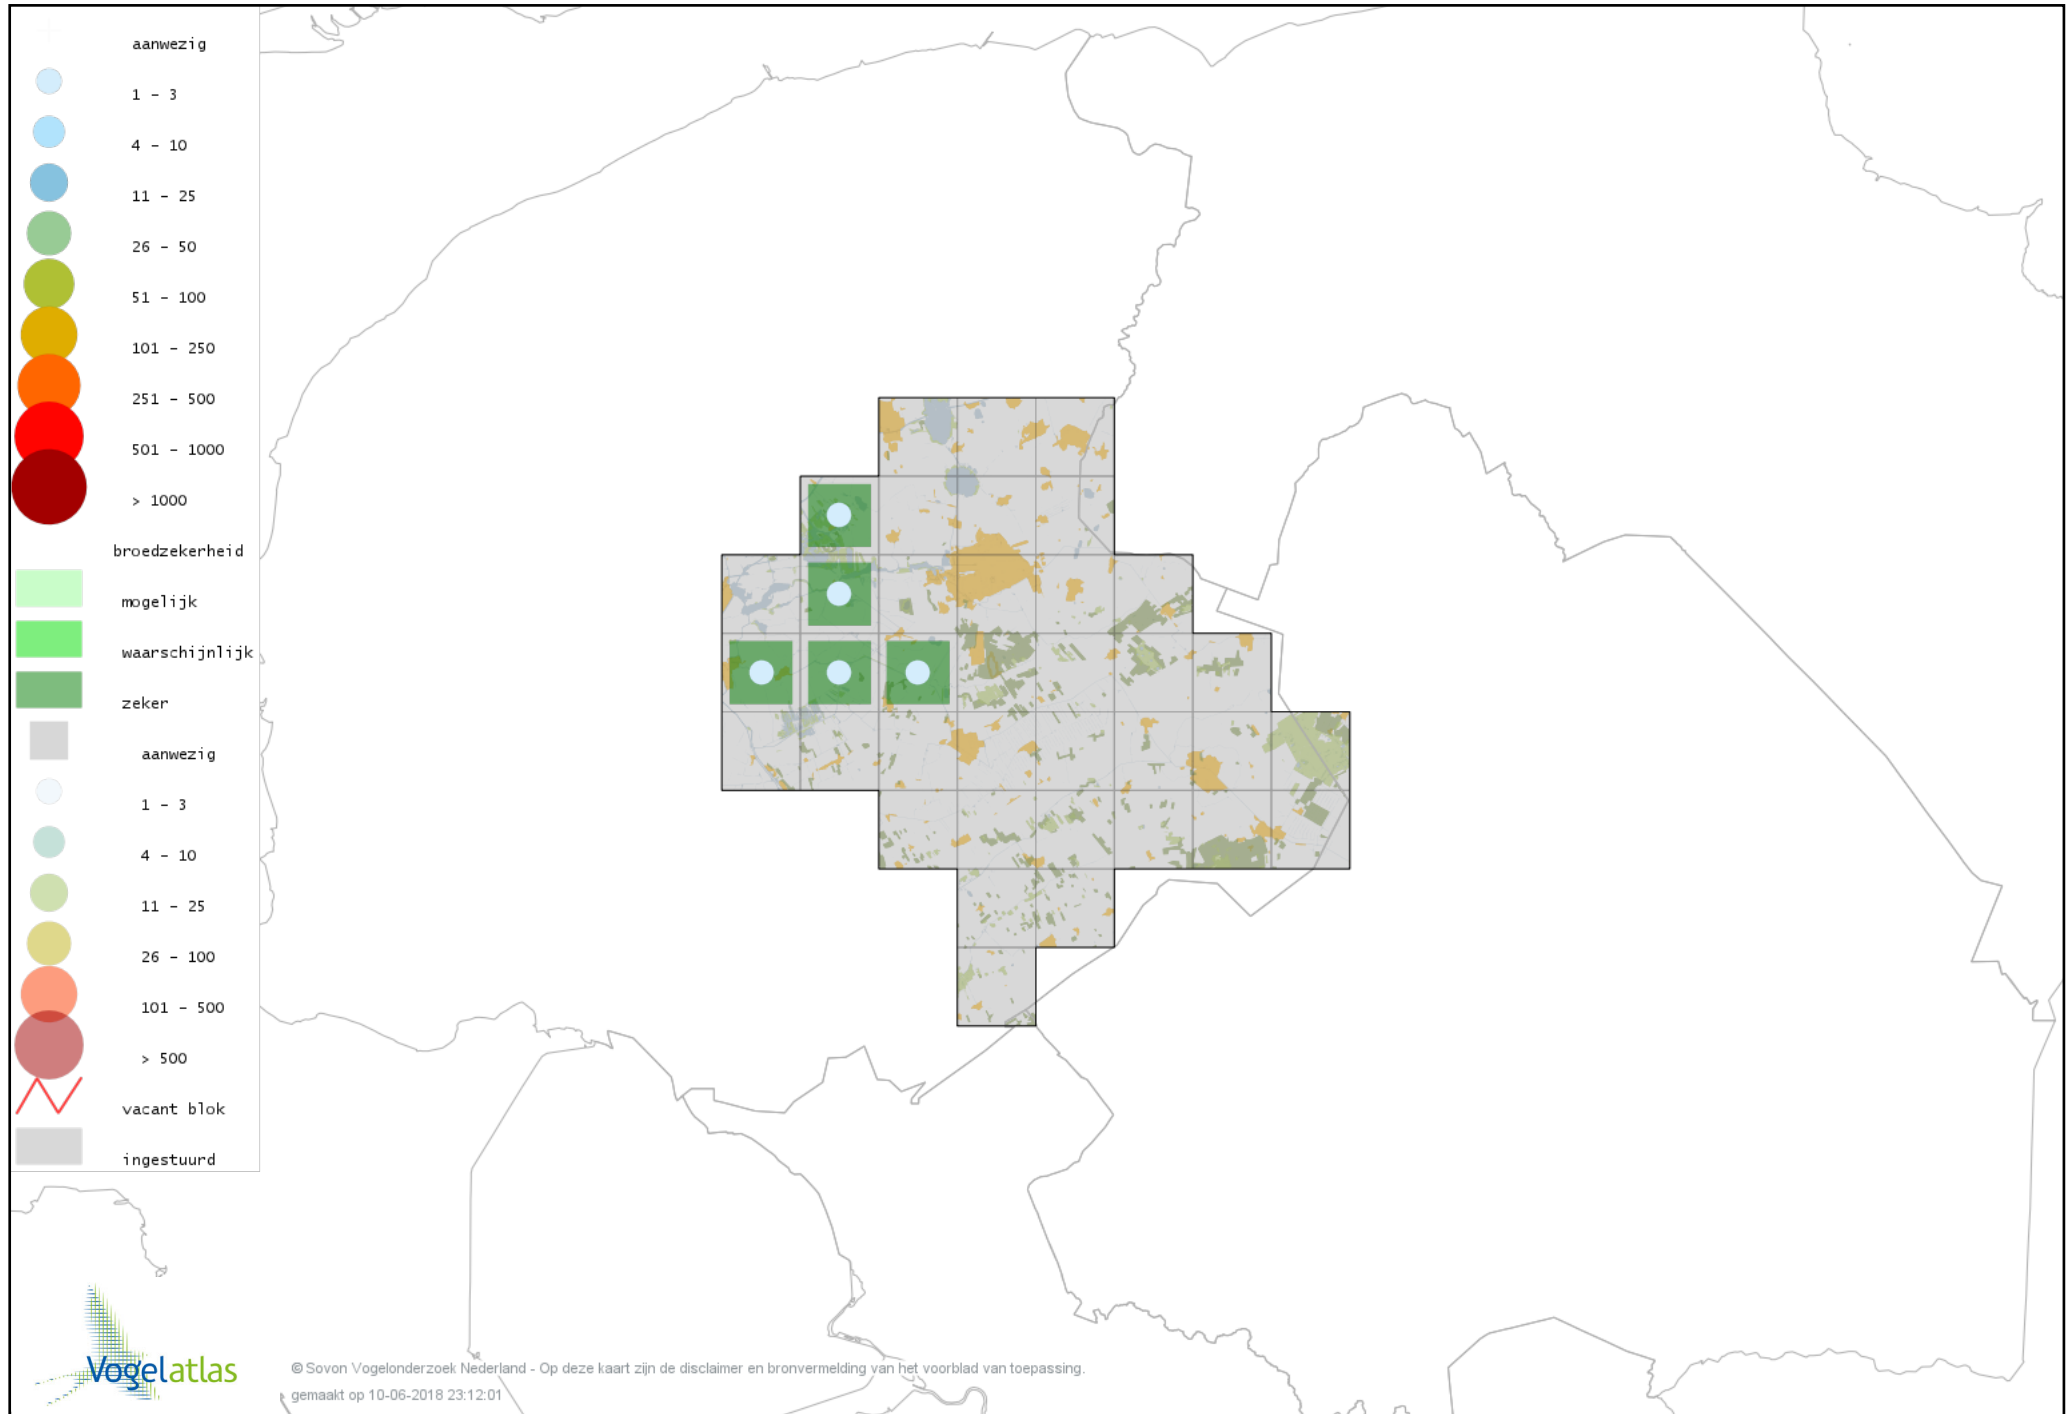 aanwezig
1 – 3
4 – 10
11 – 25
26 – 50
51 – 100
101 – 250
251 – 500
501 – 1000
> 1000
broedzekerheid
mogelijk
waarschijnlijk
zeker
aanwezig
1 – 3
4 – 10
11 – 25
26 – 100
101 – 500
> 500
vacant blok
ingestuurd
Vogelatlas
© Sovon Vogelonderzoek Nederland - Op deze kaart zijn de disclaimer en bronvermelding van het voorblad van toepassing.
gemaakt op 10-06-2018 23:12:01